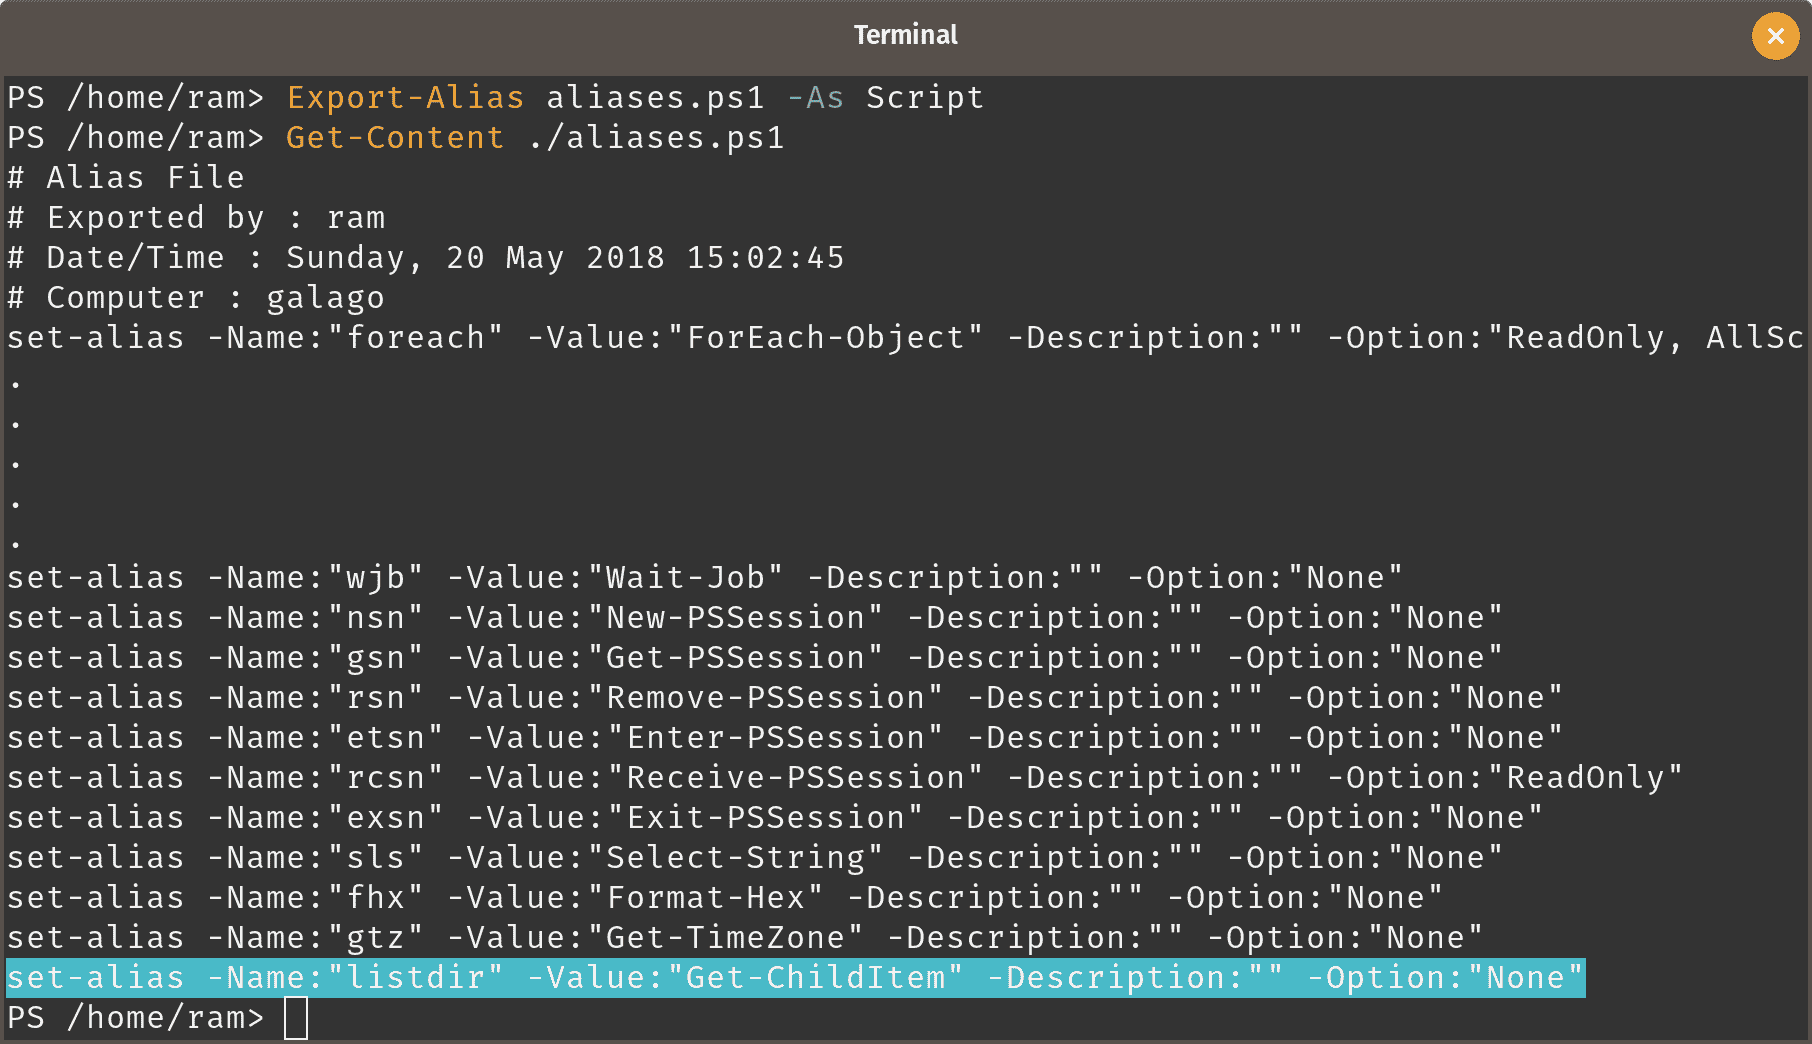 Terminal
PS /home/ram> Export-Alias aliases.ps1 -As Script
PS /home/ram> Get-Content ./aliases.ps1
# Alias File
# Exported by : ram
# Date/Time : Sunday, 20 May 2018 15:02:45
# Computer : galago
set-alias -Name:"foreach" -Value:"ForEach-Object" -Description:"" -Option:"ReadOnly, AllSc
.
.
.
.
.
set-alias -Name:"wjb" -Value:"Wait-Job" -Description:"" -Option:"None"
set-alias -Name:"nsn" -Value:"New-PSSession" -Description:"" -Option:"None"
set-alias -Name:"gsn" -Value:"Get-PSSession" -Description:"" -Option:"None"
set-alias -Name:"rsn" -Value:"Remove-PSSession" -Description:"" -Option:"None"
set-alias -Name:"etsn" -Value:"Enter-PSSession" -Description:"" -Option:"None"
set-alias -Name:"rcsn" -Value:"Receive-PSSession" -Description:"" -Option:"ReadOnly"
set-alias -Name:"exsn" -Value:"Exit-PSSession" -Description:"" -Option:"None"
set-alias -Name:"sls" -Value:"Select-String" -Description:"" -Option:"None"
set-alias -Name:"fhx" -Value:"Format-Hex" -Description:"" -Option:"None"
set-alias -Name:"gtz" -Value:"Get-TimeZone" -Description:"" -Option:"None"
set-alias -Name:"listdir" -Value:"Get-ChildItem" -Description:"" -Option:"None"
PS /home/ram>